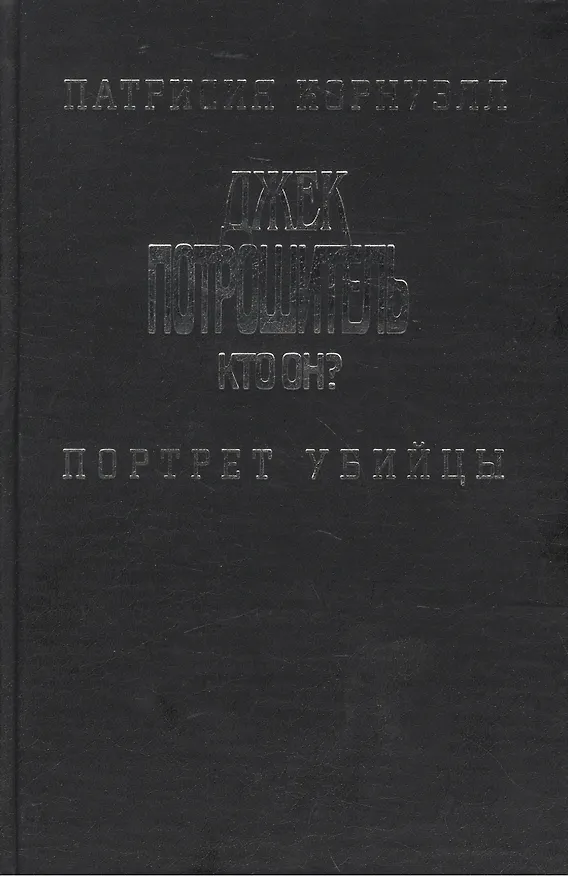 ПАТРИСИЯ КОРНУЭЛЛ
ДЖЕК
ПОТРОШИТЕЛЬ
КТО ОН?
ПОРТРЕТ УБИЙЦЫ